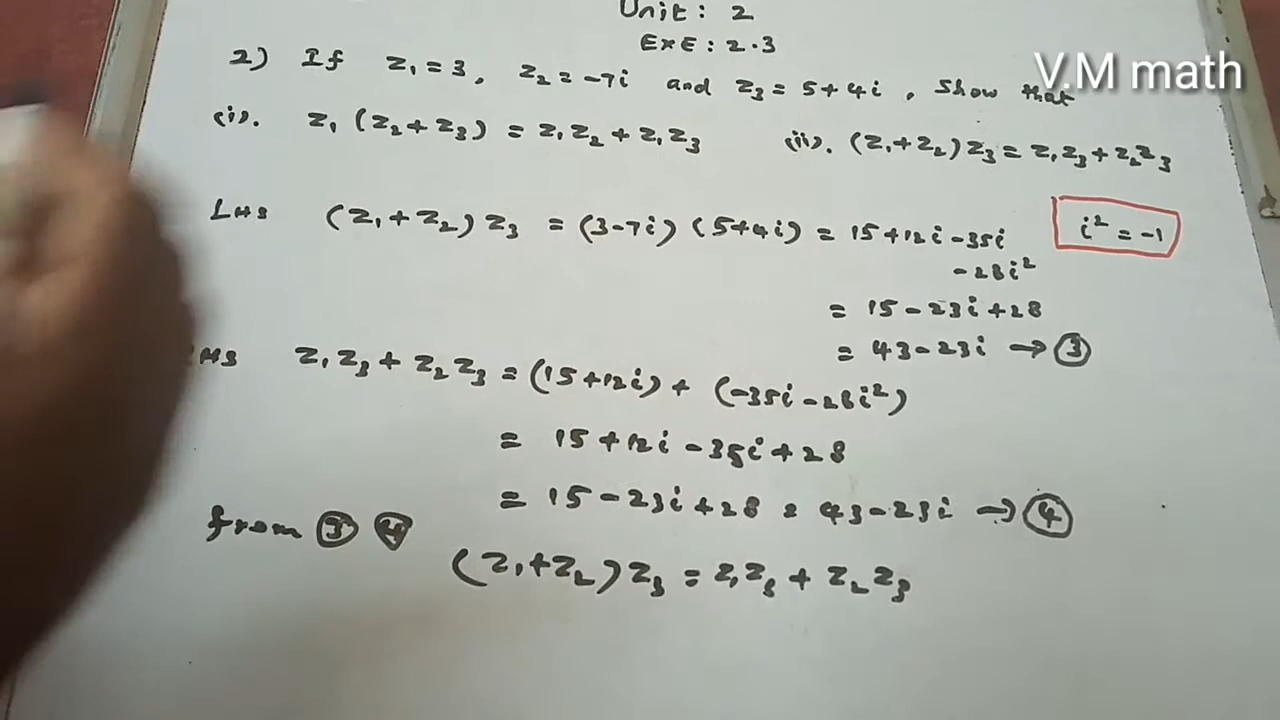 Unit: 2
EXE: 2.3
V.M math
2) If z₁ = 3, z₂ = -7i and z₃ = 5+4i, Show that
(i). z₁ (z₂ + z₃) = z₁z₂ + z₁z₃ (ii). (z₁+z₂)z₃ = z₁z₃ + z₂z₃
LHS (z₁+z₂)z₃ = (3-7i) (5+4i) = 15+12i-35i
-28i²
i² = -1
= 15-23i+28
= 43-23i → ③
HS z₁z₃ + z₂z₃ = (15+12i) + (-35i-28i²)
= 15+12i-35i+28
= 15-23i+28 = 43-23i → ④
from ③ ④
(z₁+z₂)z₃ = z₁z₃ + z₂z₃